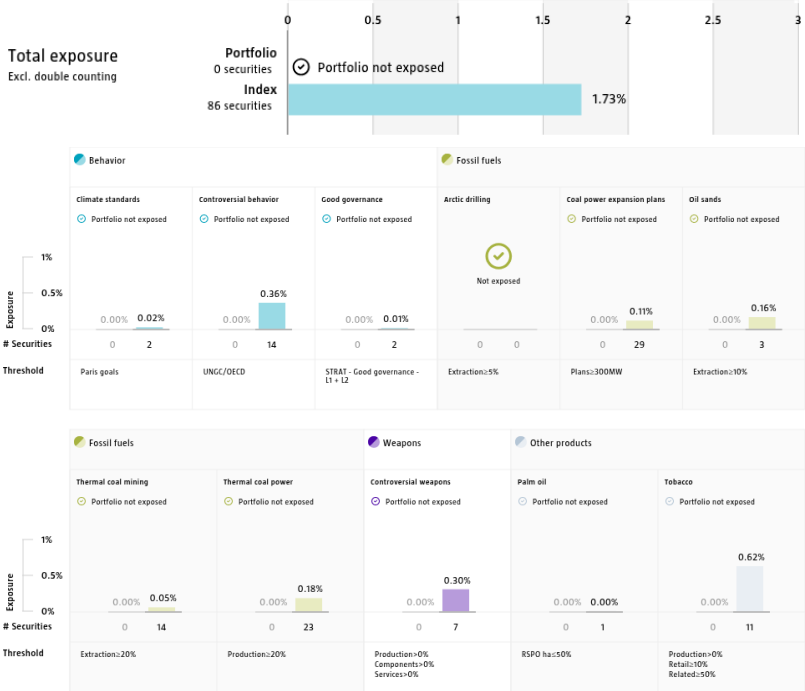 0 0.5 1 1.5 2 2.5 3
Total exposure
Excl. double counting
Portfolio
0 securities
Portfolio not exposed
Index
86 securities
1.73%
Behavior
Fossil fuels
Climate standards Controversial behavior Good governance Arctic drilling Coal power expansion plans Oil sands
Portfolio not exposed Portfolio not exposed Portfolio not exposed Portfolio not exposed Portfolio not exposed
Not exposed
Exposure
1%
0.5%
0%
0.00% 0.02% 0.00% 0.36% 0.00% 0.01% 0.00% 0.11% 0.00% 0.16%
# Securities 0 2 0 14 0 2 0 0 0 29 0 3
Threshold Paris goals UNGC/OECD STRAT - Good governance - Extraction≥5% Plans≥300MW Extraction≥10%
L1 + L2
Fossil fuels
Weapons
Other products
Thermal coal mining Thermal coal power Controversial weapons Palm oil Tobacco
Portfolio not exposed Portfolio not exposed Portfolio not exposed Portfolio not exposed Portfolio not exposed
Exposure
1%
0.5%
0%
0.00% 0.05% 0.00% 0.18% 0.00% 0.30% 0.00% 0.00% 0.00% 0.62%
# Securities 0 14 0 23 0 7 0 1 0 11
Threshold Extraction≥20% Production≥20% Production>0% RSPO ha≤50% Production>0%
Components>0% Retail≥10%
Services>0% Related≥50%